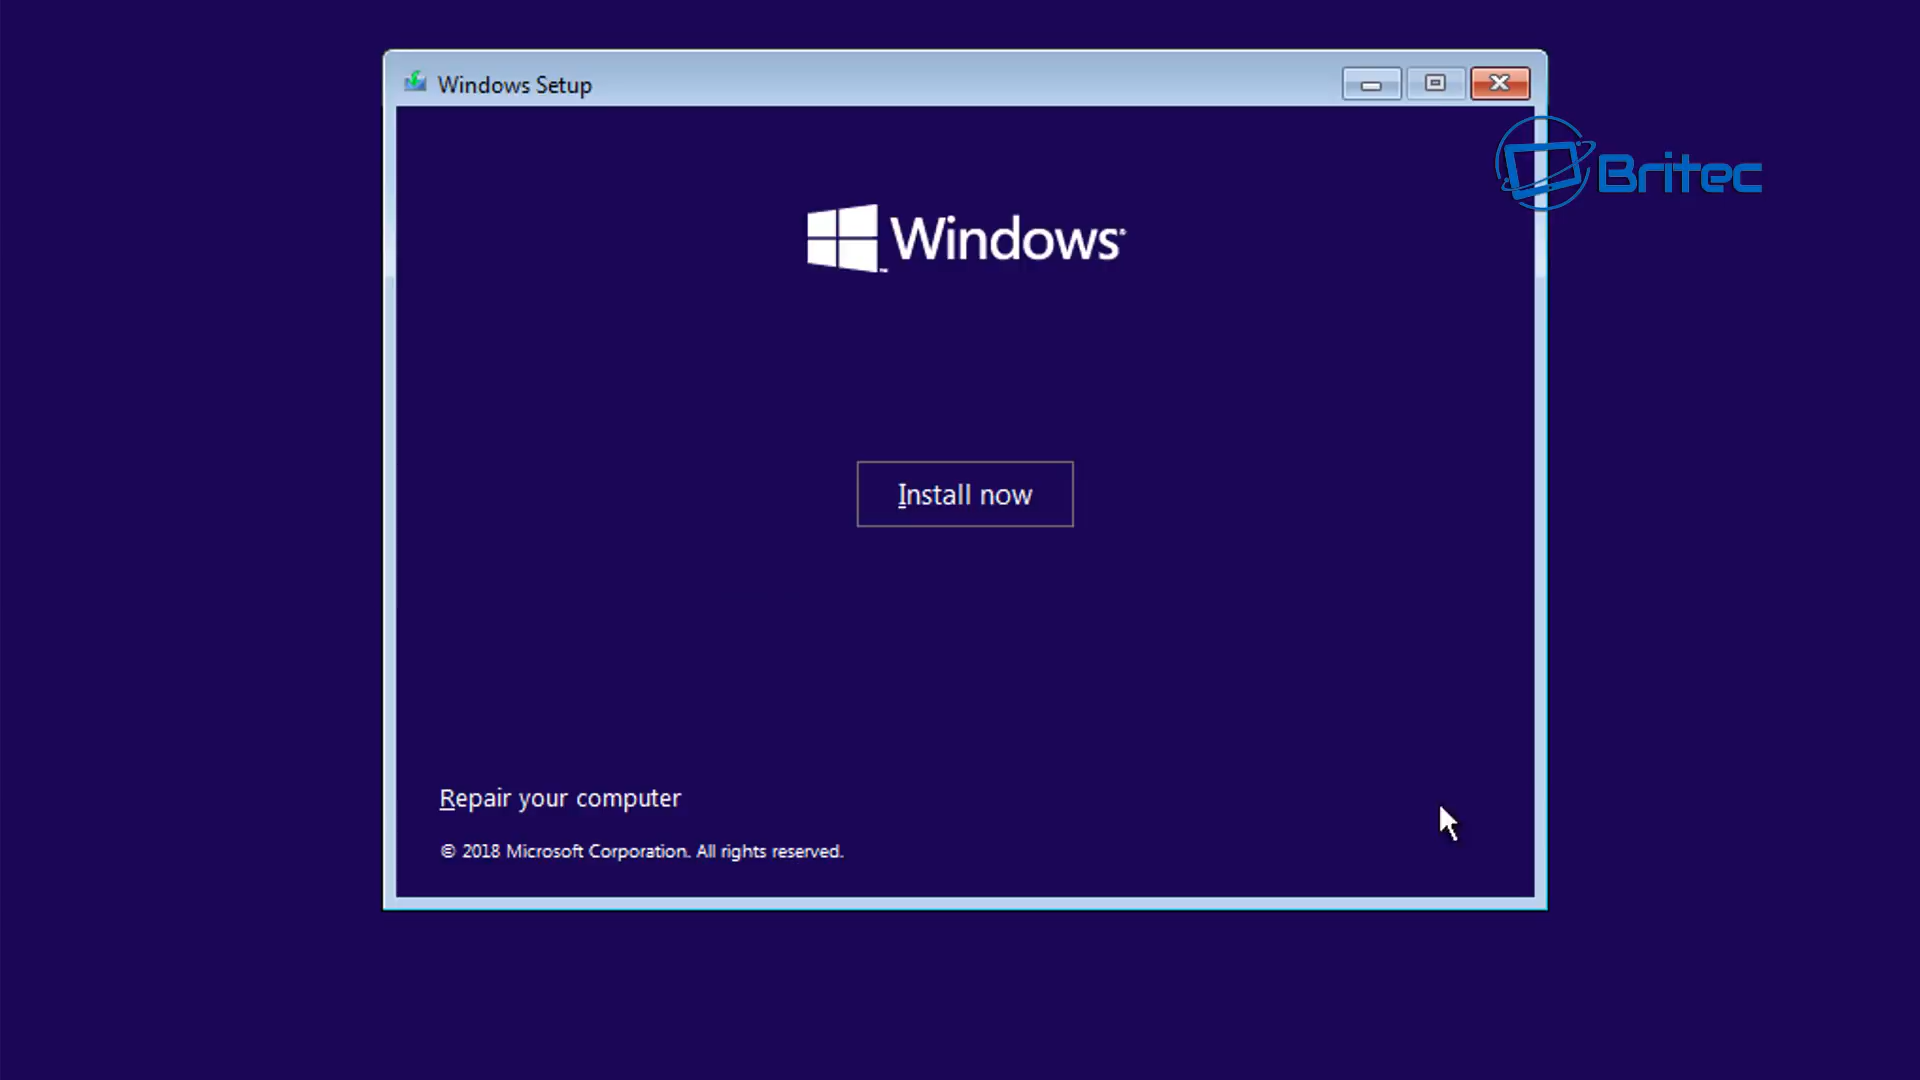 Windows Setup
Britec
Windows
Install now
Repair your computer
© 2018 Microsoft Corporation. All rights reserved.